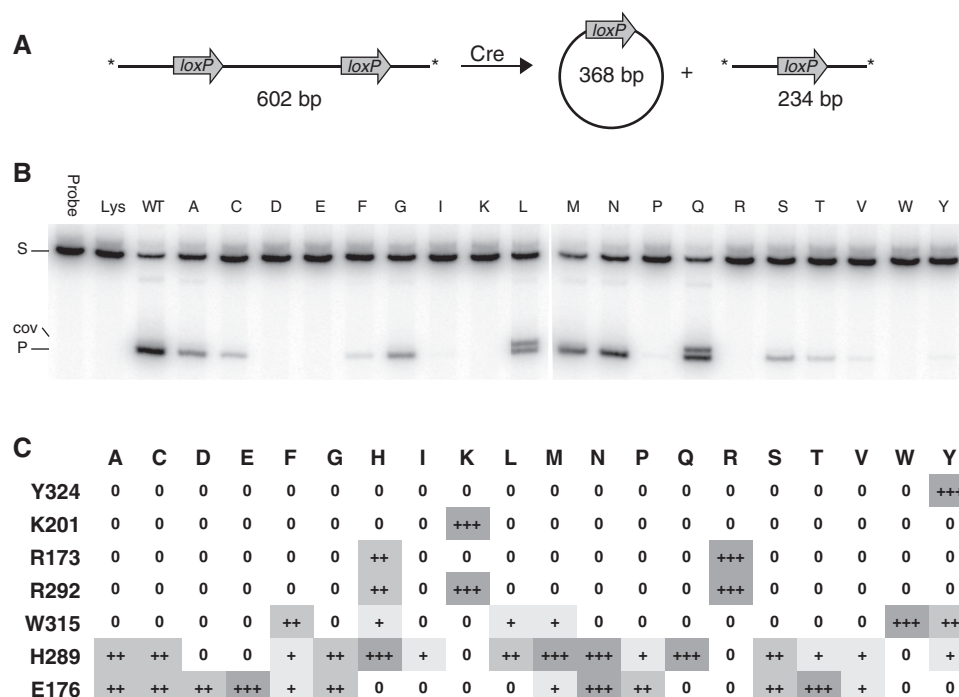 A
* loxP loxP * Cre loxP + * loxP *
602 bp 368 bp 234 bp
B
Probe Lys WT A C D E F G I K L M N P Q R S T V W Y
S
cov
P
C
A C D E F G H I K L M N P Q R S T V W Y
Y324 0 0 0 0 0 0 0 0 0 0 0 0 0 0 0 0 0 0 0 +++
K201 0 0 0 0 0 0 0 0 +++ 0 0 0 0 0 0 0 0 0 0 0
R173 0 0 0 0 0 0 ++ 0 0 0 0 0 0 0 +++ 0 0 0 0 0
R292 0 0 0 0 0 0 ++ 0 +++ 0 0 0 0 0 +++ 0 0 0 0 0
W315 0 0 0 0 ++ 0 + 0 0 + + 0 0 0 0 0 0 0 +++ ++
H289 ++ ++ 0 0 + ++ +++ + 0 ++ +++ +++ + +++ 0 ++ + + 0 +
E176 ++ ++ ++ +++ + ++ 0 0 0 0 + +++ ++ 0 0 ++ +++ + 0 0